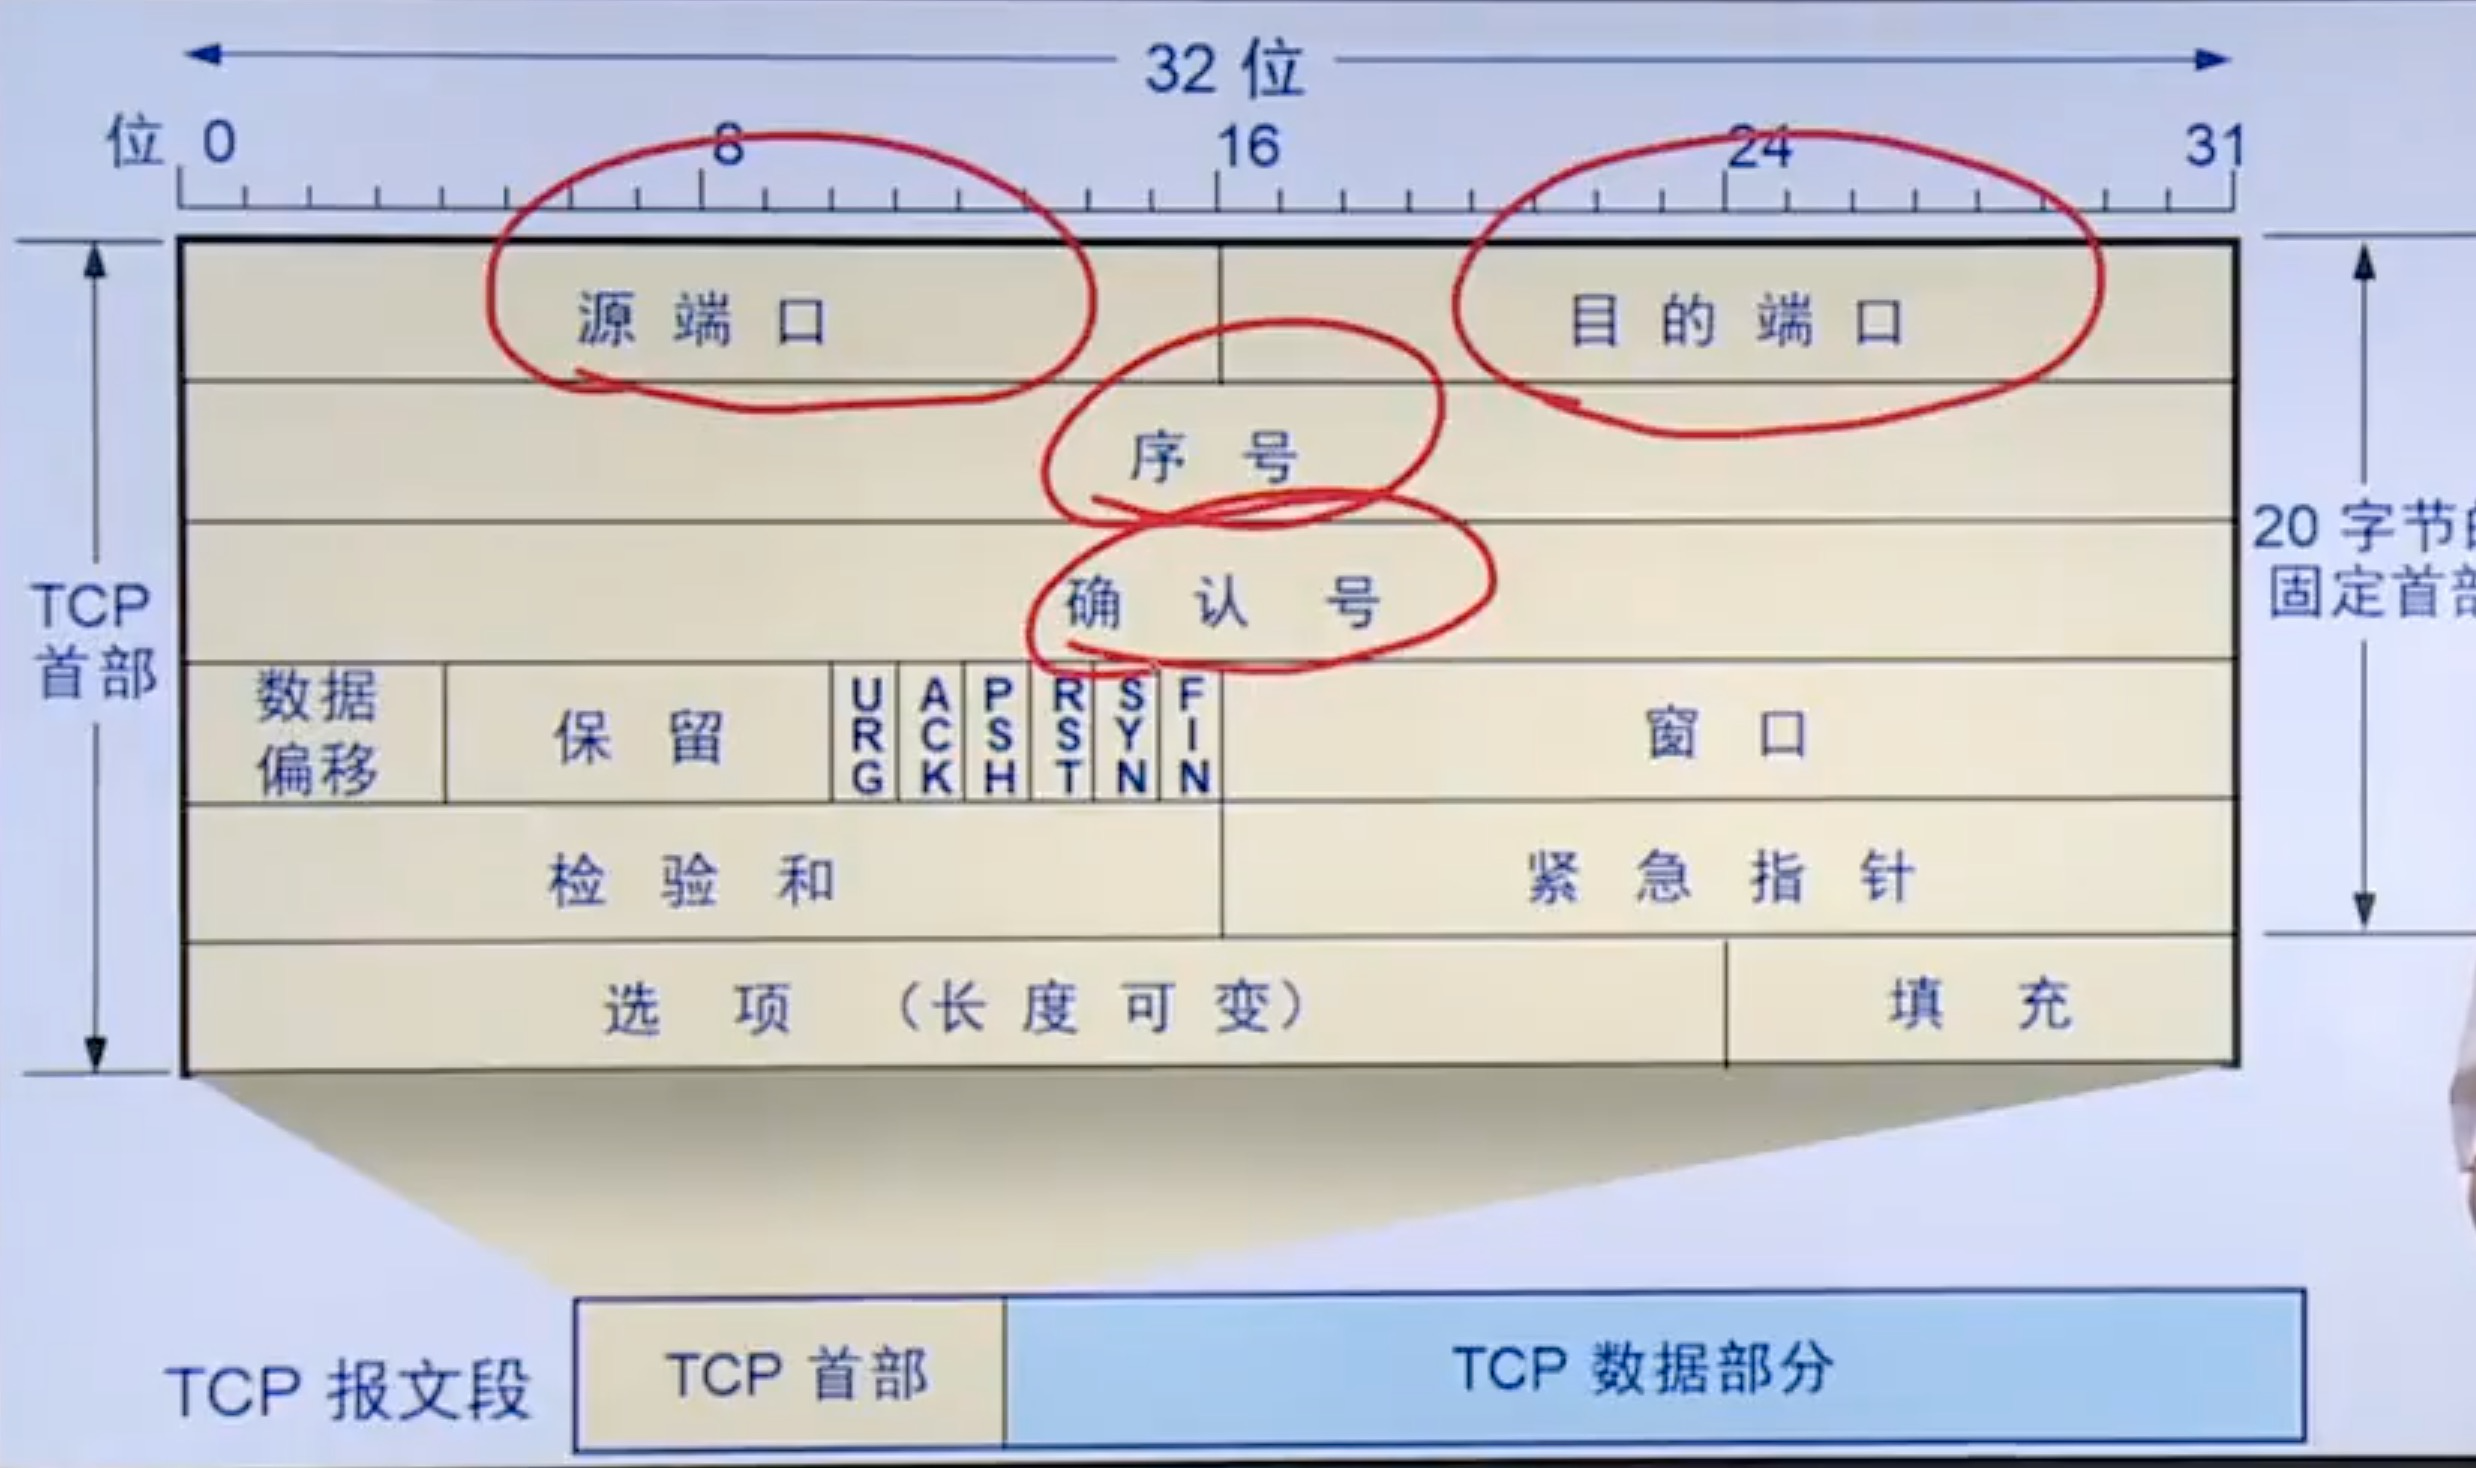 32 位
位 0 8 16 24 31
源端口 目的端口
序号
20 字节
确认号
固定首
TCP
首部
数据
偏移
保留
URG
ACK
PSH
RST
SYN
FIN
窗口
检验和 紧急指针
选项（长度可变） 填充
TCP 报文段 TCP 首部 TCP 数据部分